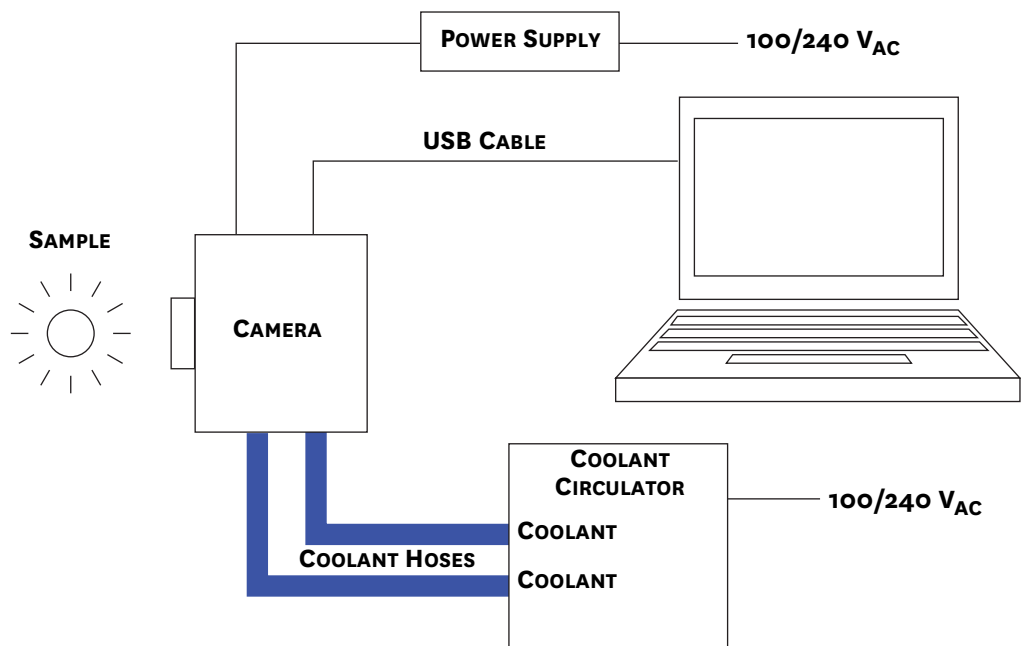 POWER SUPPLY
100/240 VAC
USB CABLE
SAMPLE
CAMERA
COOLANT
CIRCULATOR
100/240 VAC
COOLANT
COOLANT HOSES
COOLANT